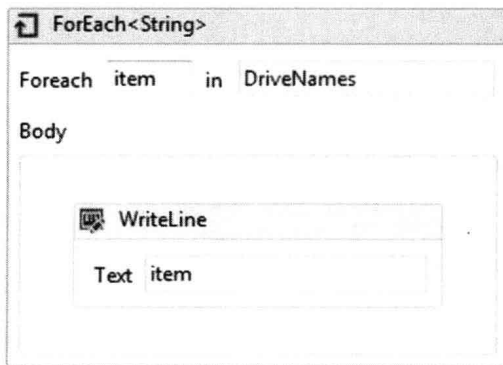 ForEach<String>
Foreach item in DriveNames
Body
WriteLine
Text item